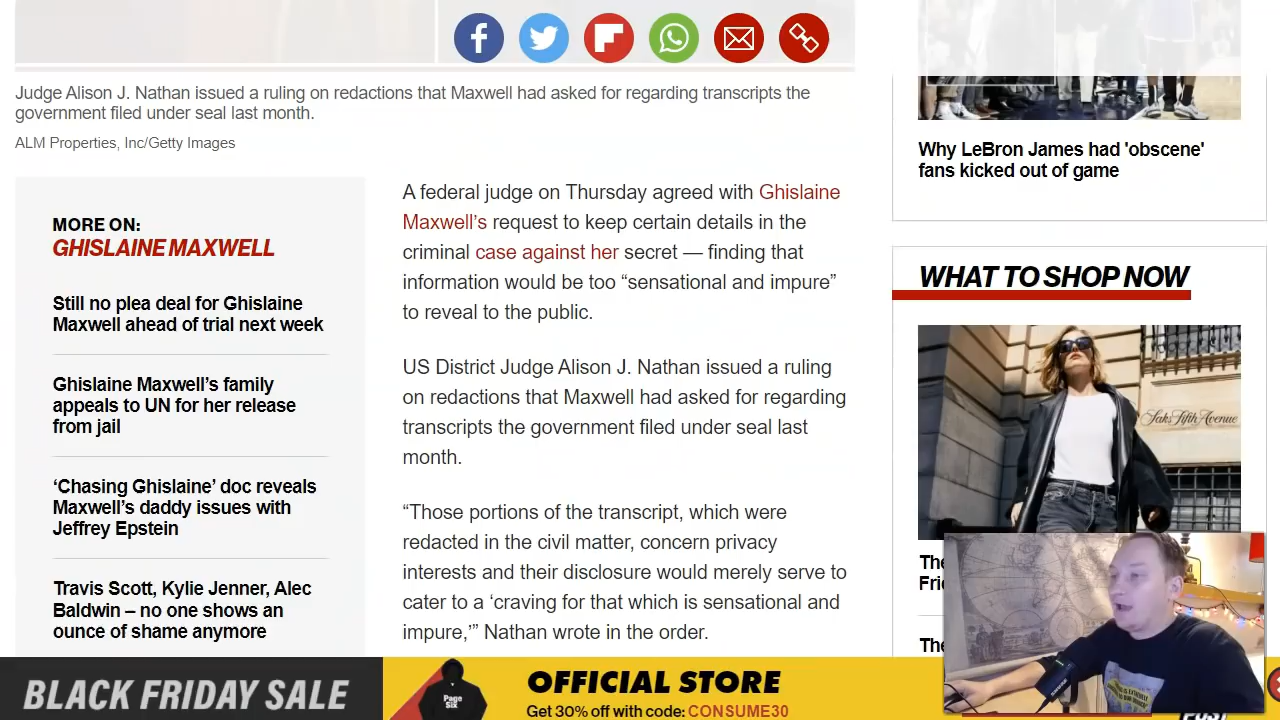 Judge Alison J. Nathan issued a ruling on redactions that Maxwell had asked for regarding transcripts the
government filed under seal last month.
ALM Properties, Inc/Getty Images
MORE ON:
GHISLAINE MAXWELL
Still no plea deal for Ghislaine
Maxwell ahead of trial next week
Ghislaine Maxwell’s family
appeals to UN for her release
from jail
‘Chasing Ghislaine’ doc reveals
Maxwell’s daddy issues with
Jeffrey Epstein
Travis Scott, Kylie Jenner, Alec
Baldwin – no one shows an
ounce of shame anymore
A federal judge on Thursday agreed with Ghislaine
Maxwell’s request to keep certain details in the
criminal case against her secret — finding that
information would be too “sensational and impure”
to reveal to the public.
US District Judge Alison J. Nathan issued a ruling
on redactions that Maxwell had asked for regarding
transcripts the government filed under seal last
month.
“Those portions of the transcript, which were
redacted in the civil matter, concern privacy
interests and their disclosure would merely serve to
cater to a ‘craving for that which is sensational and
impure,’” Nathan wrote in the order.
Why LeBron James had 'obscene'
fans kicked out of game
WHAT TO SHOP NOW
Saks Fifth Avenue
BLACK FRIDAY SALE
Page
Six
OFFICIAL STORE
Get 30% off with code: CONSUME30